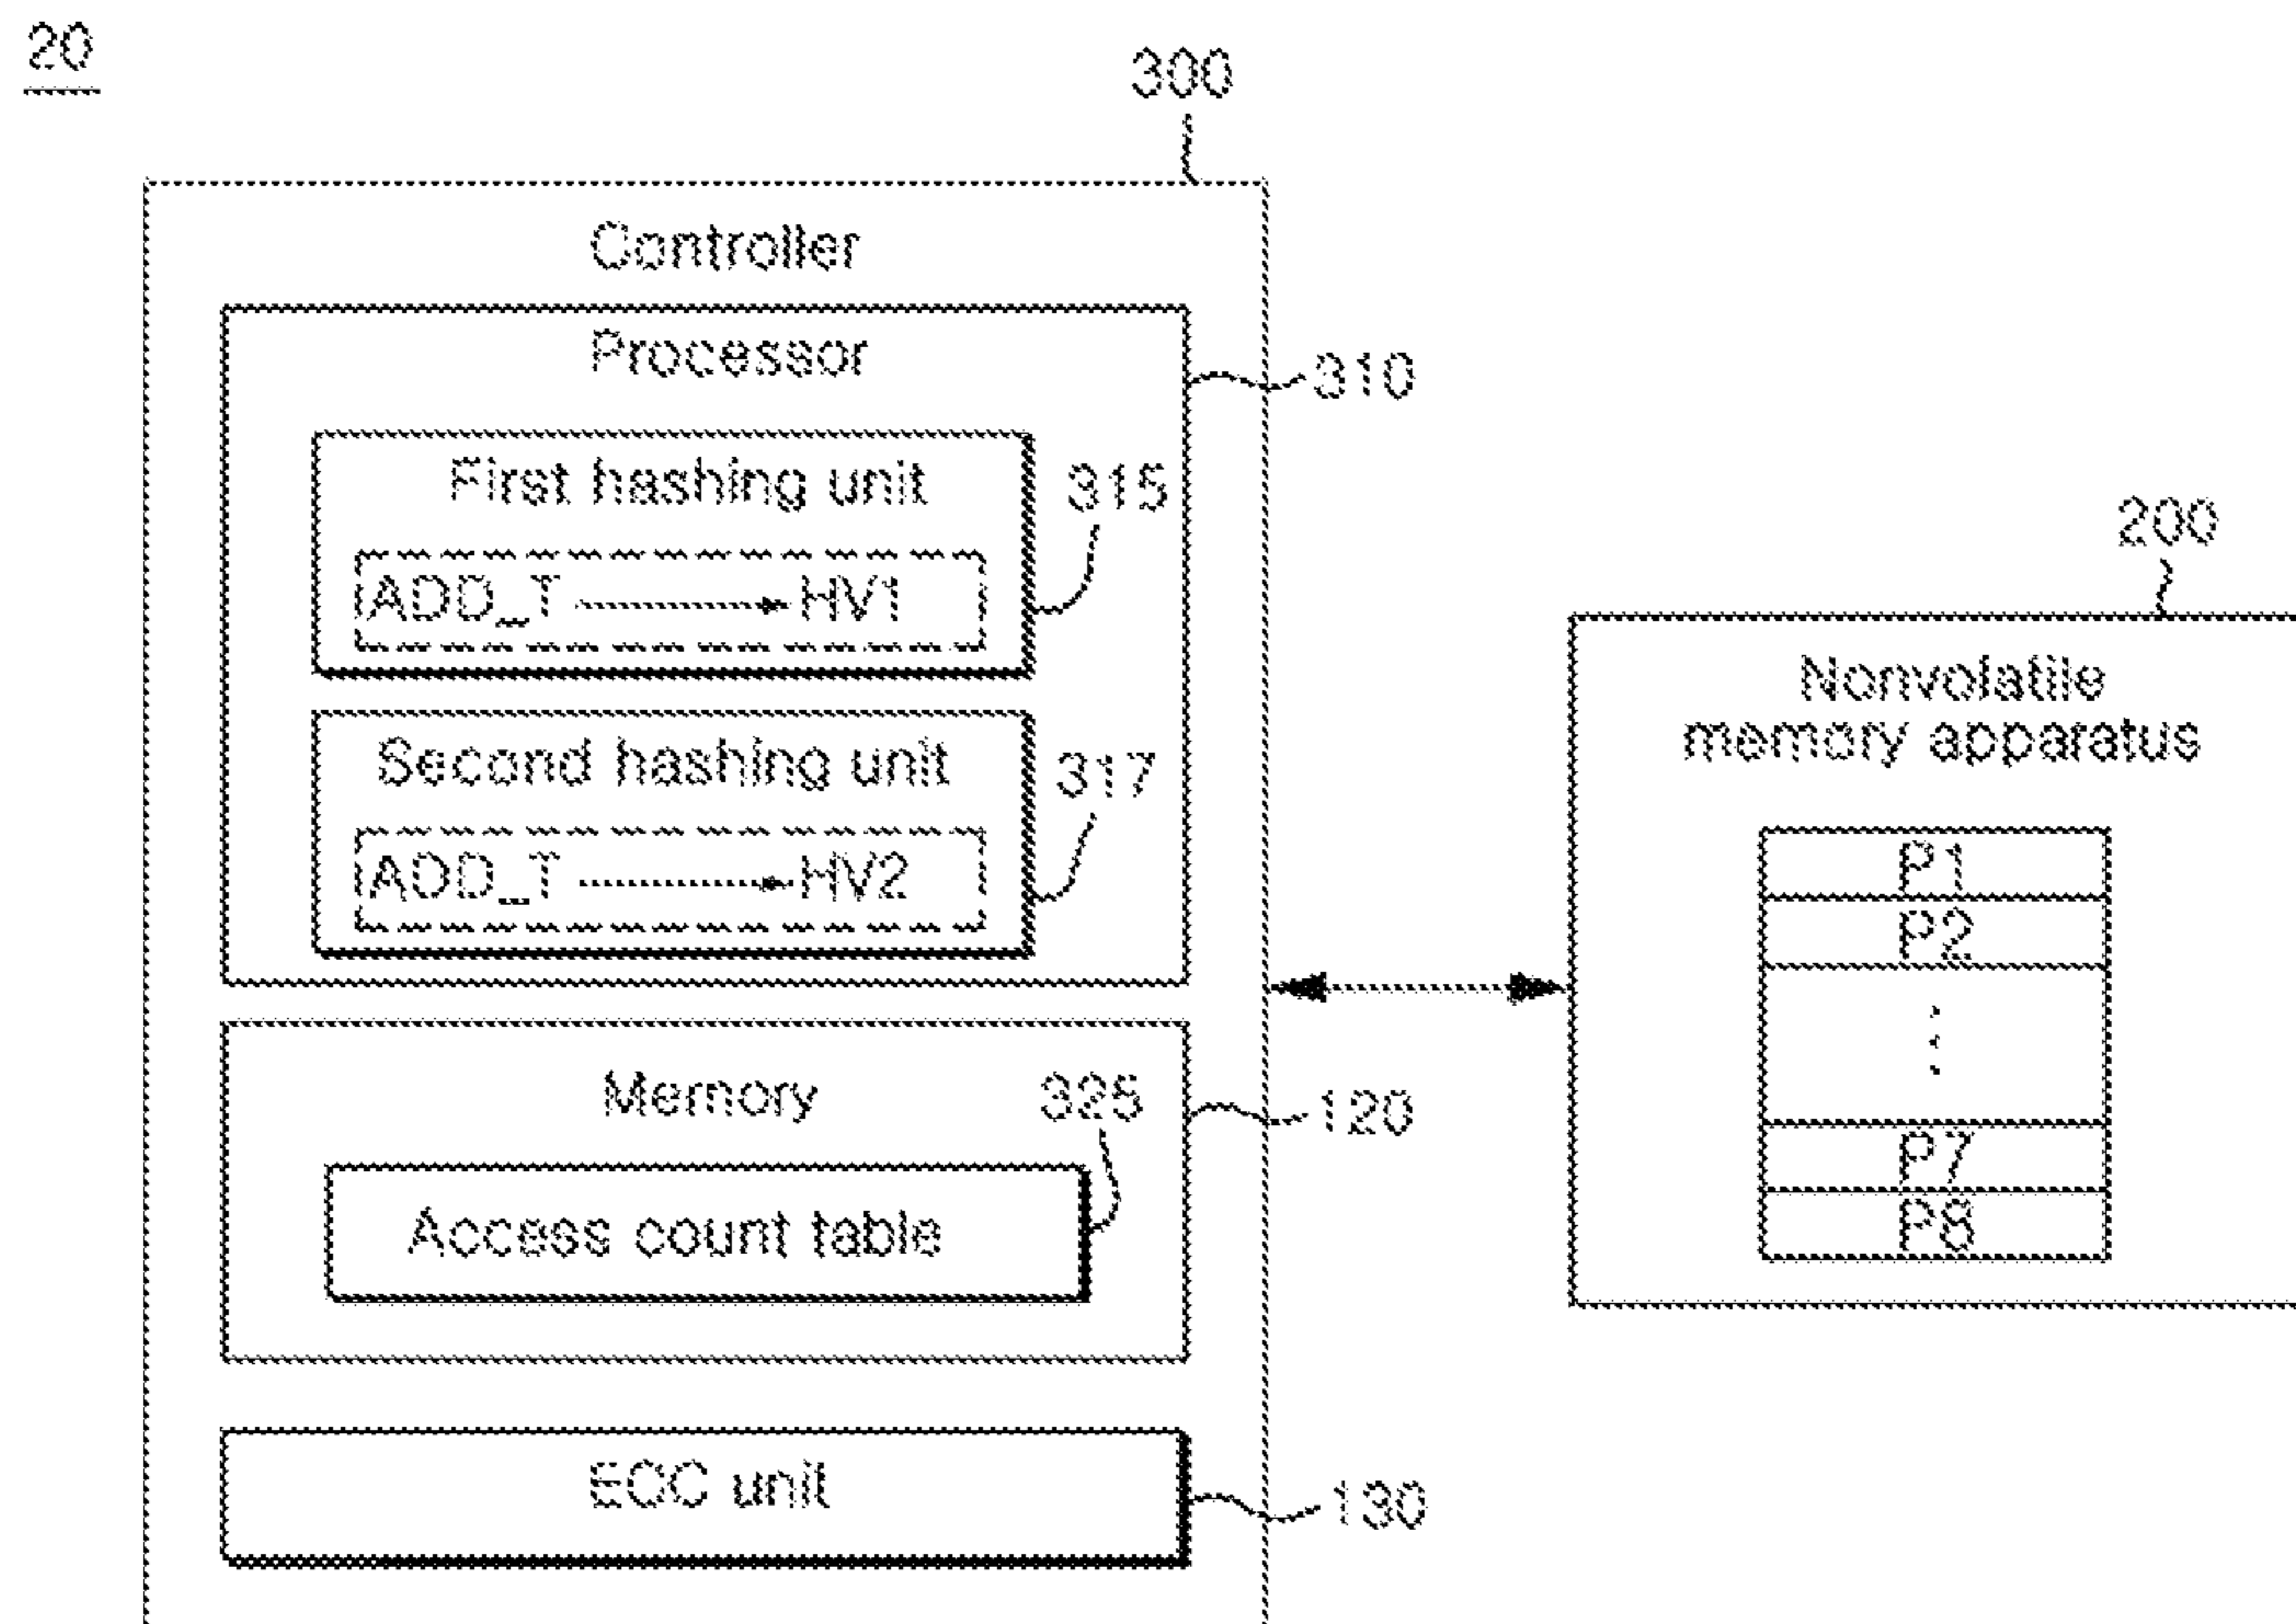 20
300
Controller
Processor
310
First hashing unit
315
ADD_T HV1
Second hashing unit
317
ADD_T HV2
Memory
325
120
Access count table
ECC unit
130
200
Nonvolatile
memory apparatus
P1
P2
⋮
P7
P8